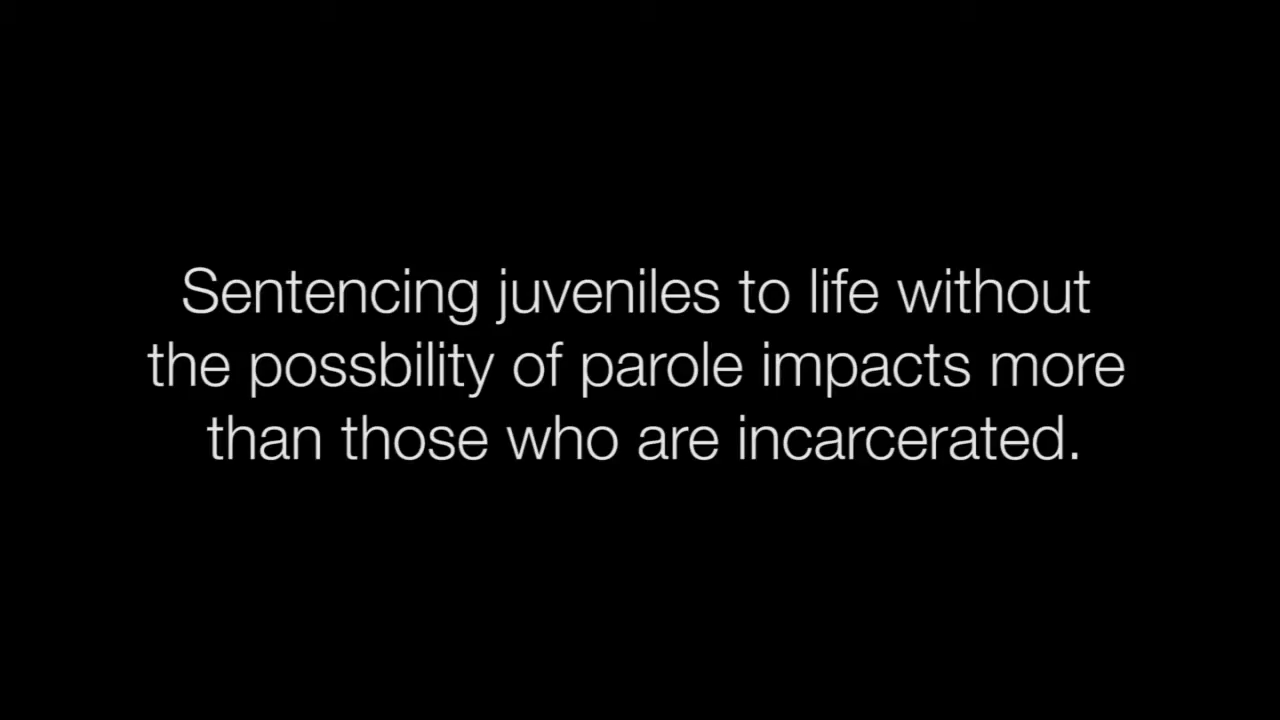 Sentencing juveniles to life without
the possbility of parole impacts more
than those who are incarcerated.